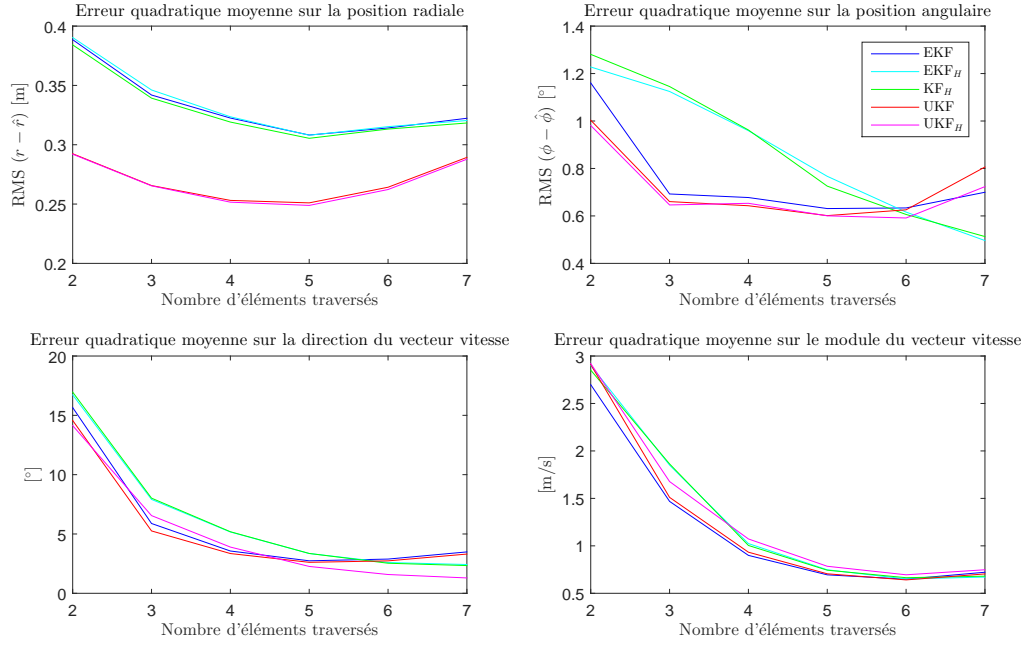 Erreur quadratique moyenne sur la position radiale
0.4
0.35
0.3
0.25
0.2
RMS (r − r̂) [m]
2 3 4 5 6 7
Nombre d'éléments traversés
Erreur quadratique moyenne sur la position angulaire
1.4
1.2
1
0.8
0.6
0.4
RMS (ϕ − ϕ̂) [°]
EKF
EKF_H
KF_H
UKF
UKF_H
2 3 4 5 6 7
Nombre d'éléments traversés
Erreur quadratique moyenne sur la direction du vecteur vitesse
20
15
10
5
0
[°]
2 3 4 5 6 7
Nombre d'éléments traversés
Erreur quadratique moyenne sur le module du vecteur vitesse
3
2.5
2
1.5
1
0.5
[m/s]
2 3 4 5 6 7
Nombre d'éléments traversés